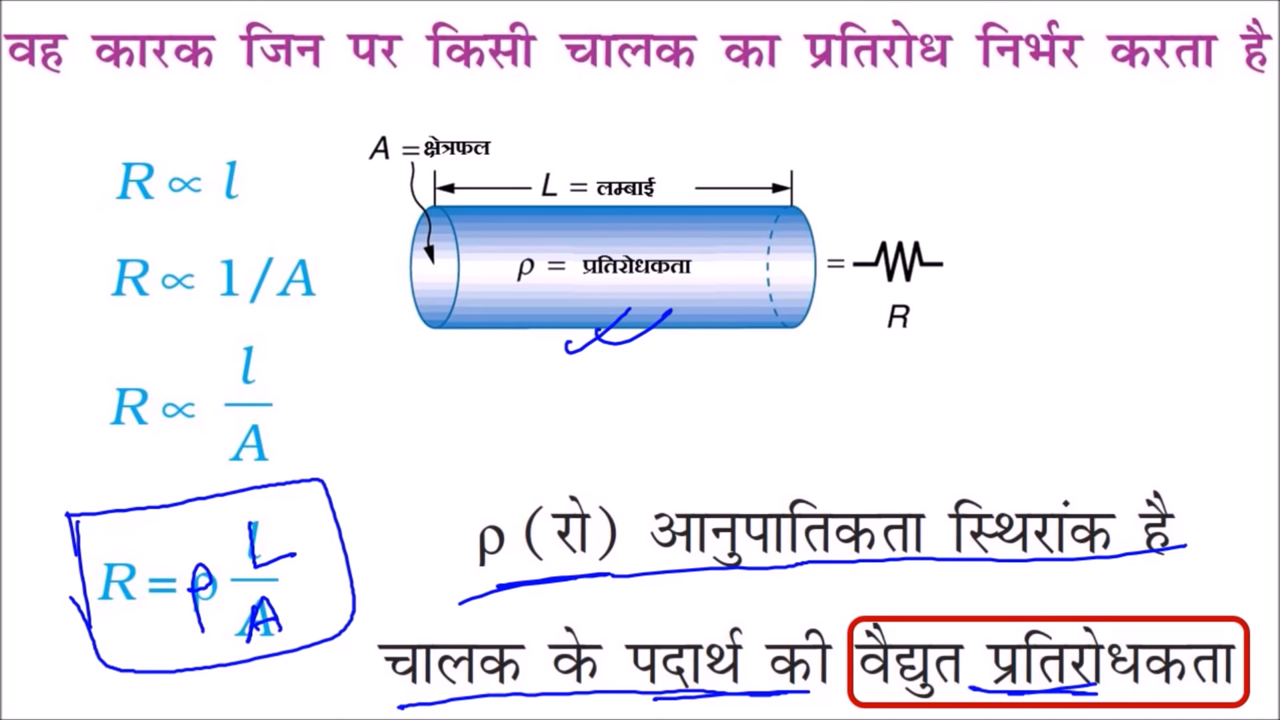 वह कारक जिन पर किसी चालक का प्रतिरोध निर्भर करता है
A = क्षेत्रफल
R ∝ l
L = लम्बाई
R ∝ 1/A
ρ = प्रतिरोधकता
=
R
R ∝ l/A
R = ρ L/A
ρ (रो) आनुपातिकता स्थिरांक है
चालक के पदार्थ की वैद्युत प्रतिरोधकता